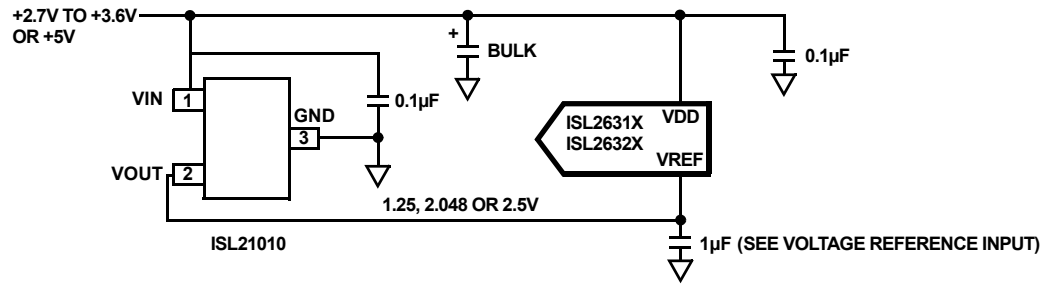 +2.7V TO +3.6V
OR +5V
+
BULK
0.1µF
VIN
1
0.1µF
GND
3
ISL2631X
ISL2632X
VDD
VREF
VOUT
2
1.25, 2.048 OR 2.5V
ISL21010
1µF (SEE VOLTAGE REFERENCE INPUT)